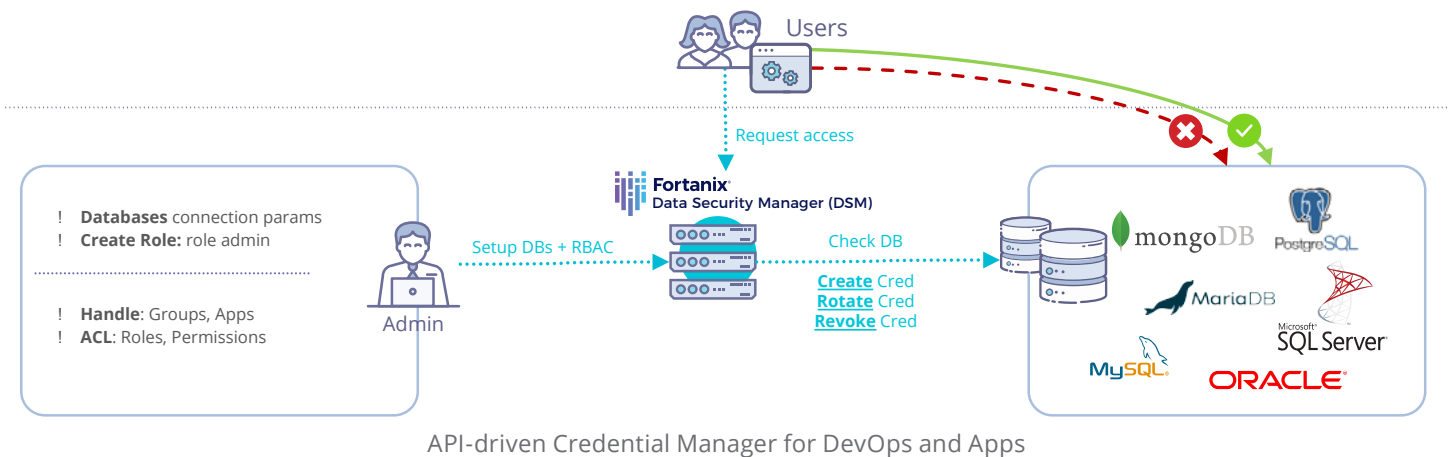 Users
Request access
! Databases connection params
! Create Role: role admin
! Handle: Groups, Apps
! ACL: Roles, Permissions
Admin
Setup DBs + RBAC
Fortanix®
Data Security Manager (DSM)
Check DB
Create Cred
Rotate Cred
Revoke Cred
mongoDB
PostgreSQL
MariaDB
Microsoft®
SQL Server®
MySQL®
ORACLE®
API-driven Credential Manager for DevOps and Apps